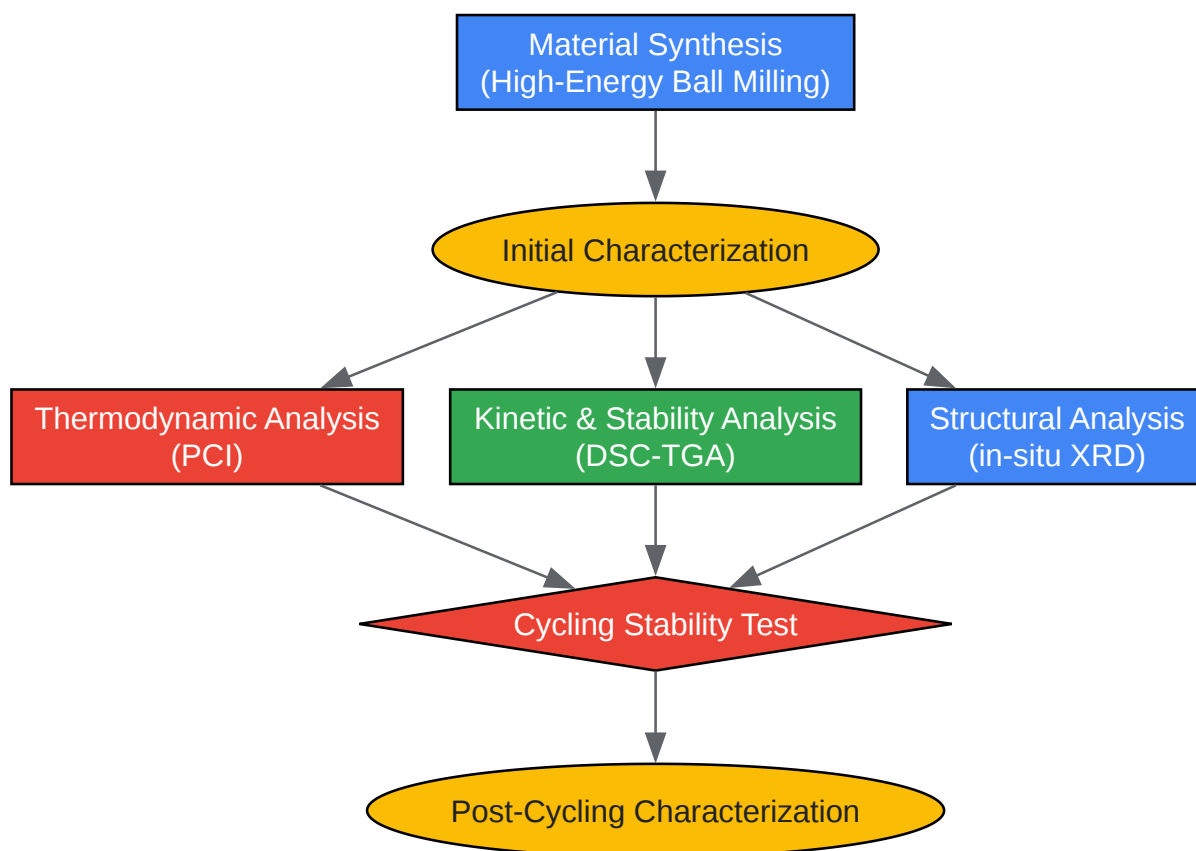 Material Synthesis
(High-Energy Ball Milling)
Initial Characterization
Thermodynamic Analysis
(PCI)
Kinetic & Stability Analysis
(DSC-TGA)
Structural Analysis
(in-situ XRD)
Cycling Stability Test
Post-Cycling Characterization